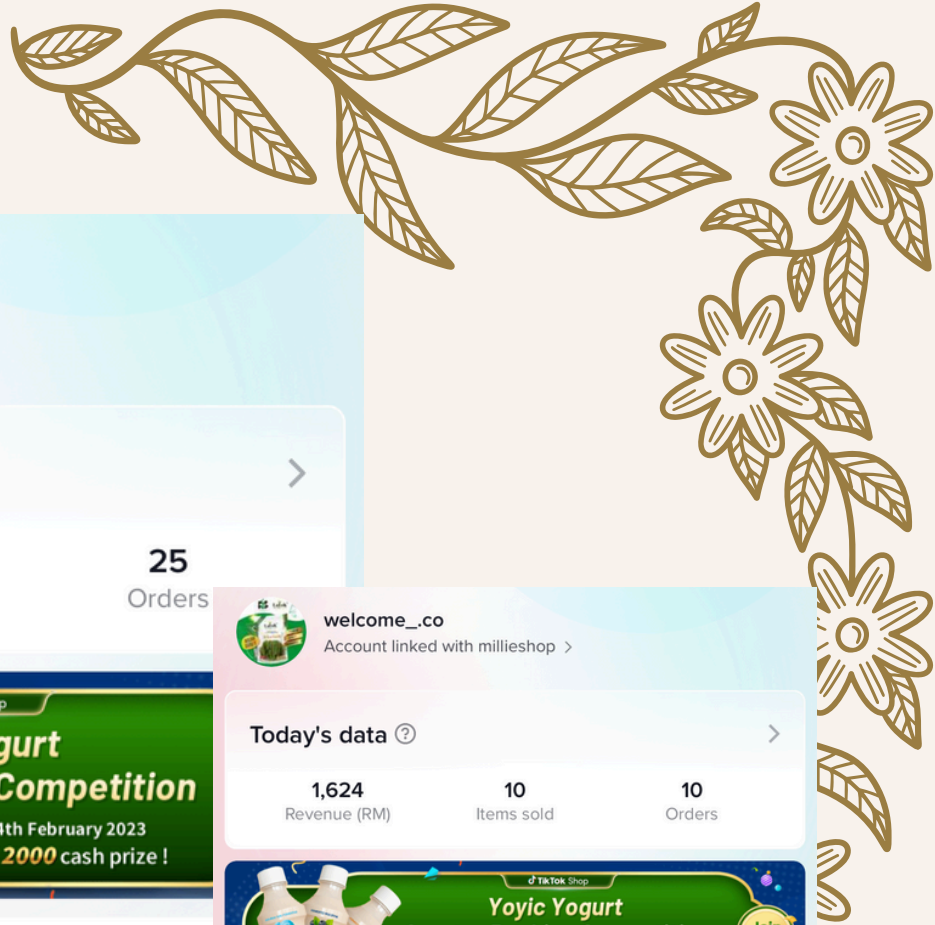 25
Orders
gurt
Competition
4th February 2023
2000 cash prize !
welcome_.co
Account linked with millieshop >
Today's data ?
1,624 10 10
Revenue (RM) Items sold Orders
TikTok Shop
Yoyic Yogurt